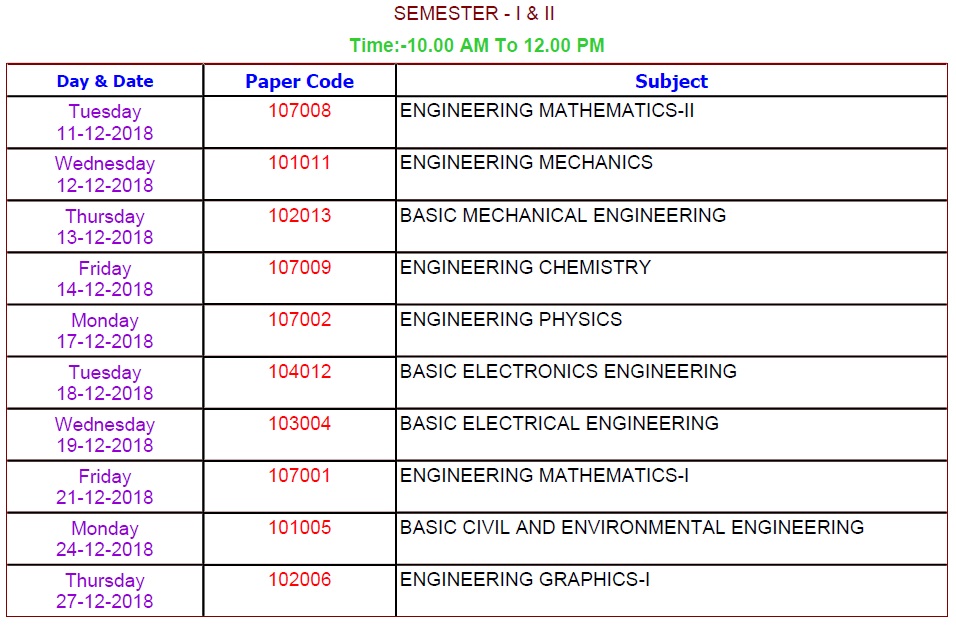 SEMESTER - I & II
Time:-10.00 AM To 12.00 PM
Day & Date Paper Code Subject
Tuesday 107008 ENGINEERING MATHEMATICS-II
11-12-2018
Wednesday 101011 ENGINEERING MECHANICS
12-12-2018
Thursday 102013 BASIC MECHANICAL ENGINEERING
13-12-2018
Friday 107009 ENGINEERING CHEMISTRY
14-12-2018
Monday 107002 ENGINEERING PHYSICS
17-12-2018
Tuesday 104012 BASIC ELECTRONICS ENGINEERING
18-12-2018
Wednesday 103004 BASIC ELECTRICAL ENGINEERING
19-12-2018
Friday 107001 ENGINEERING MATHEMATICS-I
21-12-2018
Monday 101005 BASIC CIVIL AND ENVIRONMENTAL ENGINEERING
24-12-2018
Thursday 102006 ENGINEERING GRAPHICS-I
27-12-2018